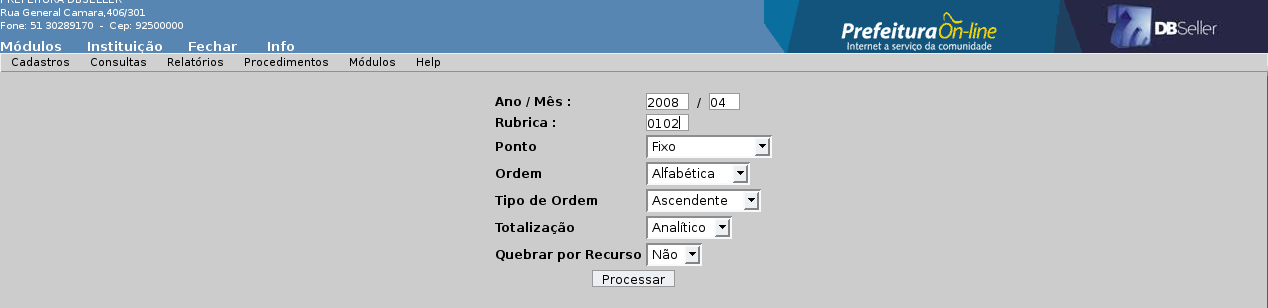 PREFEITURA DBSELLER
Rua General Camara,406/301
Fone: 51 30289170 - Cep: 92500000
Prefeitura On-line
Internet a serviço da comunidade
DBSeller
Módulos Instituição Fechar Info
Cadastros Consultas Relatórios Procedimentos Módulos Help
Ano / Mês : 2008 / 04
Rubrica : 0102
Ponto Fixo
Ordem Alfabética
Tipo de Ordem Ascendente
Totalização Analítico
Quebrar por Recurso Não
Processar